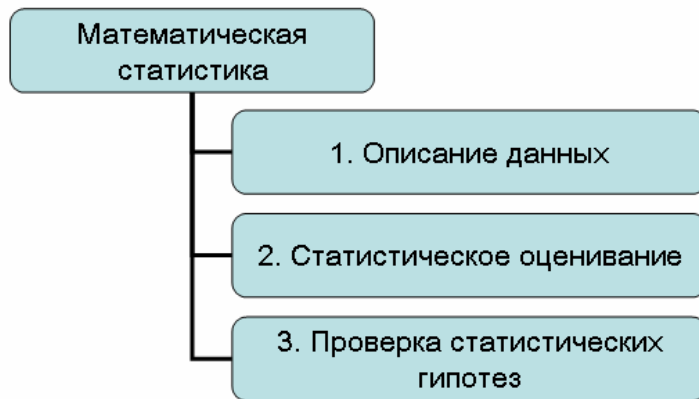 Математическая
статистика
1. Описание данных
2. Статистическое оценивание
3. Проверка статистических
гипотез